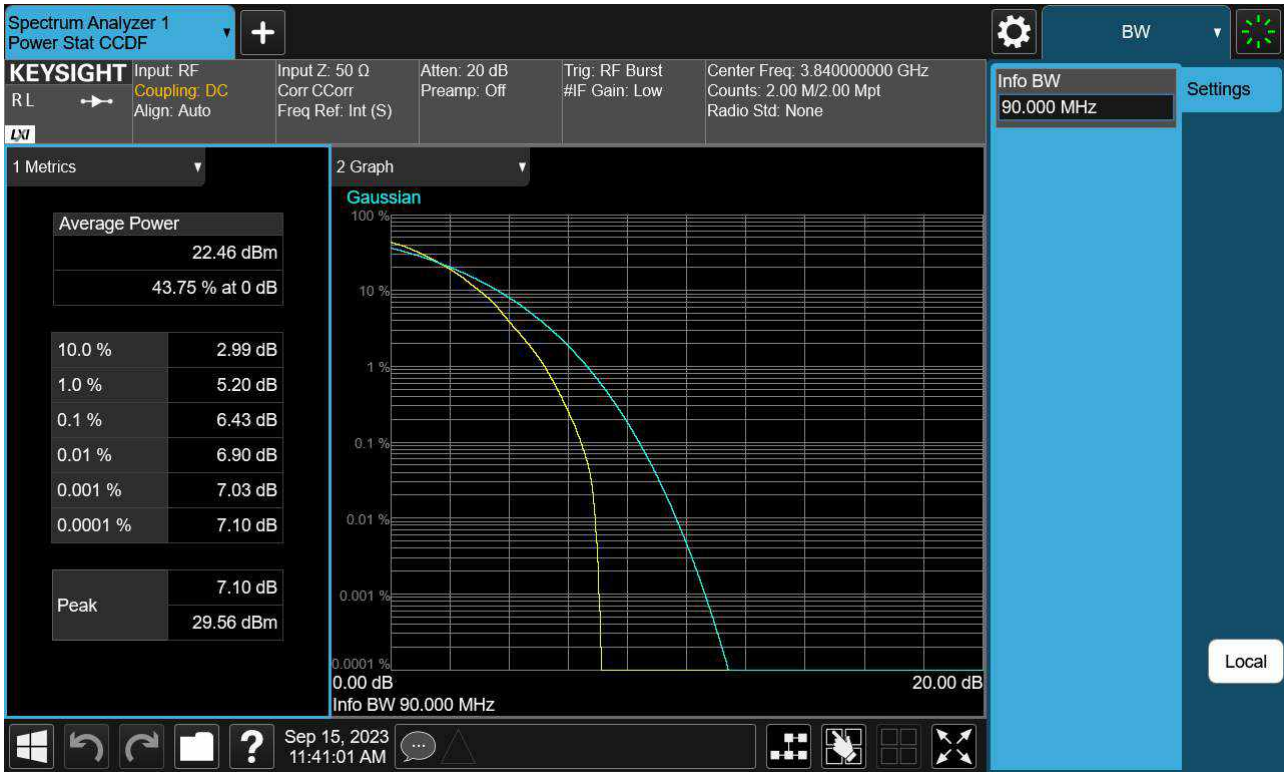 Spectrum Analyzer 1
Power Stat CCDF
BW
KEYSIGHT
RL
LXI
Input: RF
Coupling: DC
Align: Auto
Input Z: 50 Ω
Corr CCorr
Freq Ref: Int (S)
Atten: 20 dB
Preamp: Off
Trig: RF Burst
#IF Gain: Low
Center Freq: 3.840000000 GHz
Counts: 2.00 M/2.00 Mpt
Radio Std: None
Info BW
90.000 MHz
Settings
1 Metrics
Average Power
22.46 dBm
43.75 % at 0 dB
10.0 % 2.99 dB
1.0 % 5.20 dB
0.1 % 6.43 dB
0.01 % 6.90 dB
0.001 % 7.03 dB
0.0001 % 7.10 dB
Peak
7.10 dB
29.56 dBm
2 Graph
Gaussian
100 %
10 %
1 %
0.1 %
0.01 %
0.001 %
0.0001 %
0.00 dB 20.00 dB
Info BW 90.000 MHz
Local
?
Sep 15, 2023
11:41:01 AM